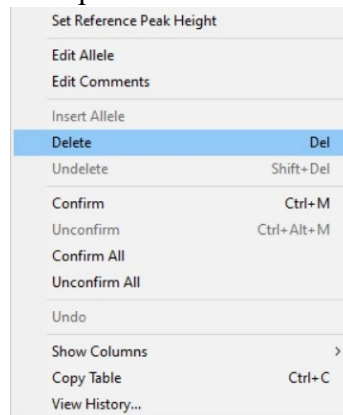 Set Reference Peak Height
Edit Allele
Edit Comments
Insert Allele
Delete Del
Undelete Shift+Del
Confirm Ctrl+M
Unconfirm Ctrl+Alt+M
Confirm All
Unconfirm All
Undo
Show Columns >
Copy Table Ctrl+C
View History...